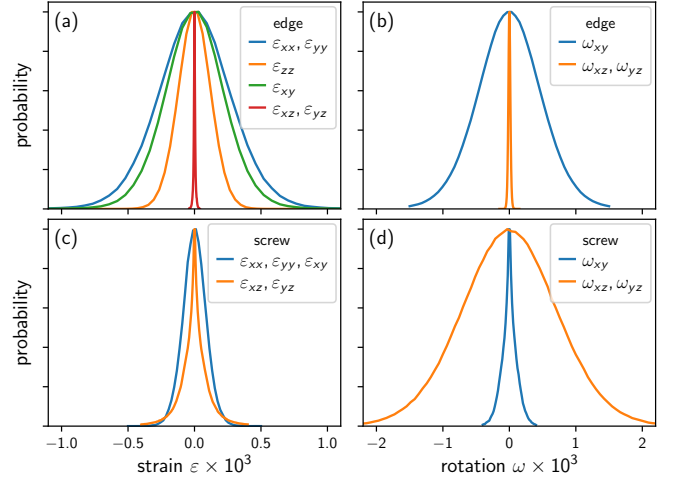 (a)
edge
εxx, εyy
εzz
εxy
εxz, εyz
probability
(b)
edge
ωxy
ωxz, ωyz
(c)
screw
εxx, εyy, εxy
εxz, εyz
probability
−1.0 −0.5 0.0 0.5 1.0
strain ε × 10³
(d)
screw
ωxy
ωxz, ωyz
−2 −1 0 1 2
rotation ω × 10³